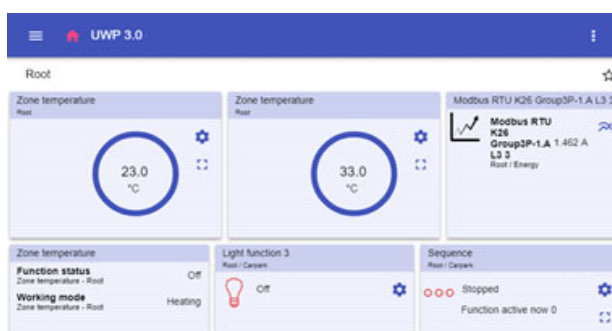 UWP 3.0
Root
Zone temperature
Root
23.0
°C
Zone temperature
Root
33.0
°C
Modbus RTU K26 Group3P-1.A L3 3
Modbus RTU
K26
Group3P-1.A 1.462 A
L3 3
Root / Energy
Zone temperature
Function status Off
Zone temperature - Root
Working mode Heating
Zone temperature - Root
Light function 3
Root / Carpark
Off
Sequence
Root / Carpark
Stopped
Function active now 0